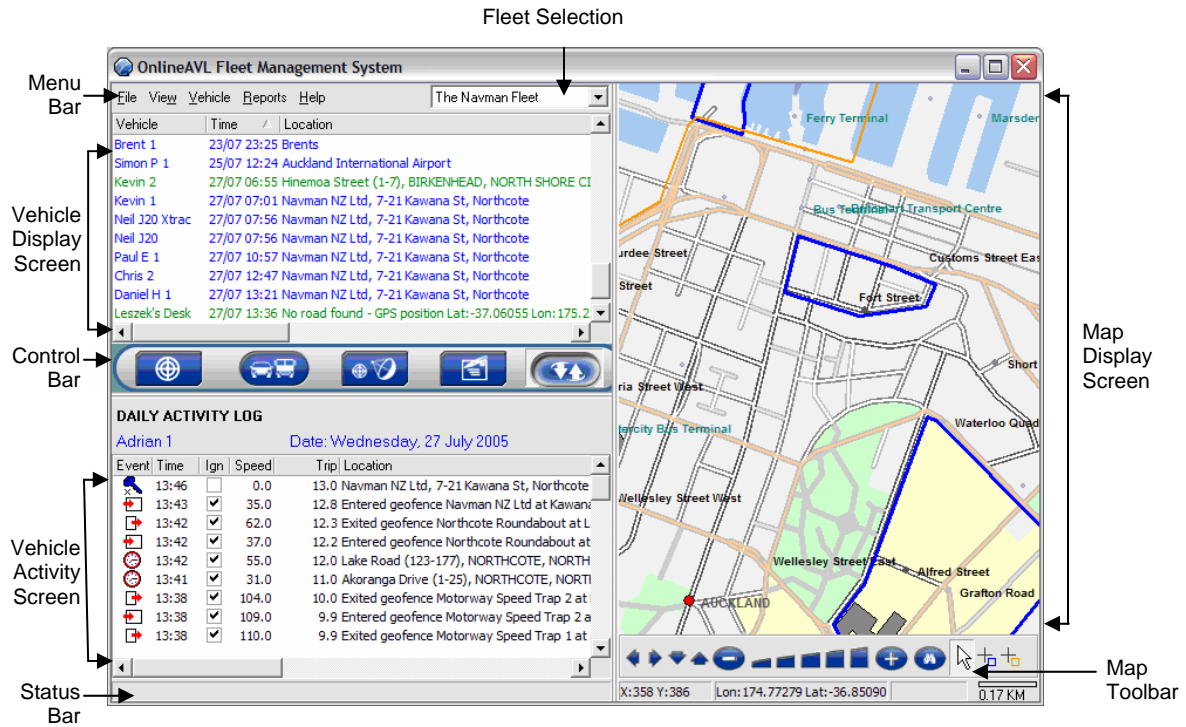 Fleet Selection
OnlineAVL Fleet Management System
Menu
Bar
File View Vehicle Reports Help
The Navman Fleet
Vehicle Time Location
Brent 1 23/07 23:25 Brents
Simon P 1 25/07 12:24 Auckland International Airport
Kevin 2 27/07 06:55 Hinemoa Street (1-7), BIRKENHEAD, NORTH SHORE CI
Kevin 1 27/07 07:01 Navman NZ Ltd, 7-21 Kawana St, Northcote
Neil J20 Xtrac 27/07 07:56 Navman NZ Ltd, 7-21 Kawana St, Northcote
Neil J20 27/07 07:56 Navman NZ Ltd, 7-21 Kawana St, Northcote
Paul E 1 27/07 10:57 Navman NZ Ltd, 7-21 Kawana St, Northcote
Chris 2 27/07 12:47 Navman NZ Ltd, 7-21 Kawana St, Northcote
Daniel H 1 27/07 13:21 Navman NZ Ltd, 7-21 Kawana St, Northcote
Leszek's Desk 27/07 13:36 No road found - GPS position Lat:-37.06055 Lon:175.2
Vehicle
Display
Screen
Control
Bar
DAILY ACTIVITY LOG
Adrian 1 Date: Wednesday, 27 July 2005
Event Time Ign Speed Trip Location
13:46 0.0 13.0 Navman NZ Ltd, 7-21 Kawana St, Northcote
13:43 35.0 12.8 Entered geofence Navman NZ Ltd at Kawana
13:42 62.0 12.3 Exited geofence Northcote Roundabout at L
13:42 37.0 12.2 Entered geofence Northcote Roundabout at
13:42 55.0 12.0 Lake Road (123-177), NORTHCOTE, NORTH
13:41 31.0 11.0 Akoranga Drive (1-25), NORTHCOTE, NORTH
13:38 104.0 10.0 Exited geofence Motorway Speed Trap 2 at
13:38 109.0 9.9 Entered geofence Motorway Speed Trap 2 a
13:38 110.0 9.9 Exited geofence Motorway Speed Trap 1 at
Vehicle
Activity
Screen
Status
Bar
Ferry Terminal
Marsden
Bus Terminal
Britomart Transport Centre
urdee Street
Customs Street Eas
Street
Fort Street
Short
ria Street West
Waterloo Quad
tercity Bus Terminal
Wellesley Street West
Wellesley Street East
Alfred Street
Grafton Road
AUCKLAND
X:358 Y:386 Lon:174.77279 Lat:-36.85090 0.17 KM
Map
Display
Screen
Map
Toolbar